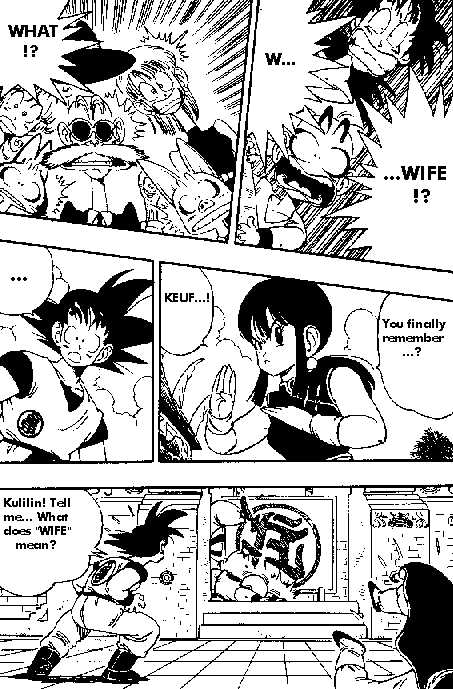 WHAT
!?
W...
...WIFE
!?
...
KEUF...!
You finally
remember
...?
Kulilin! Tell
me... What
does "WIFE"
mean?